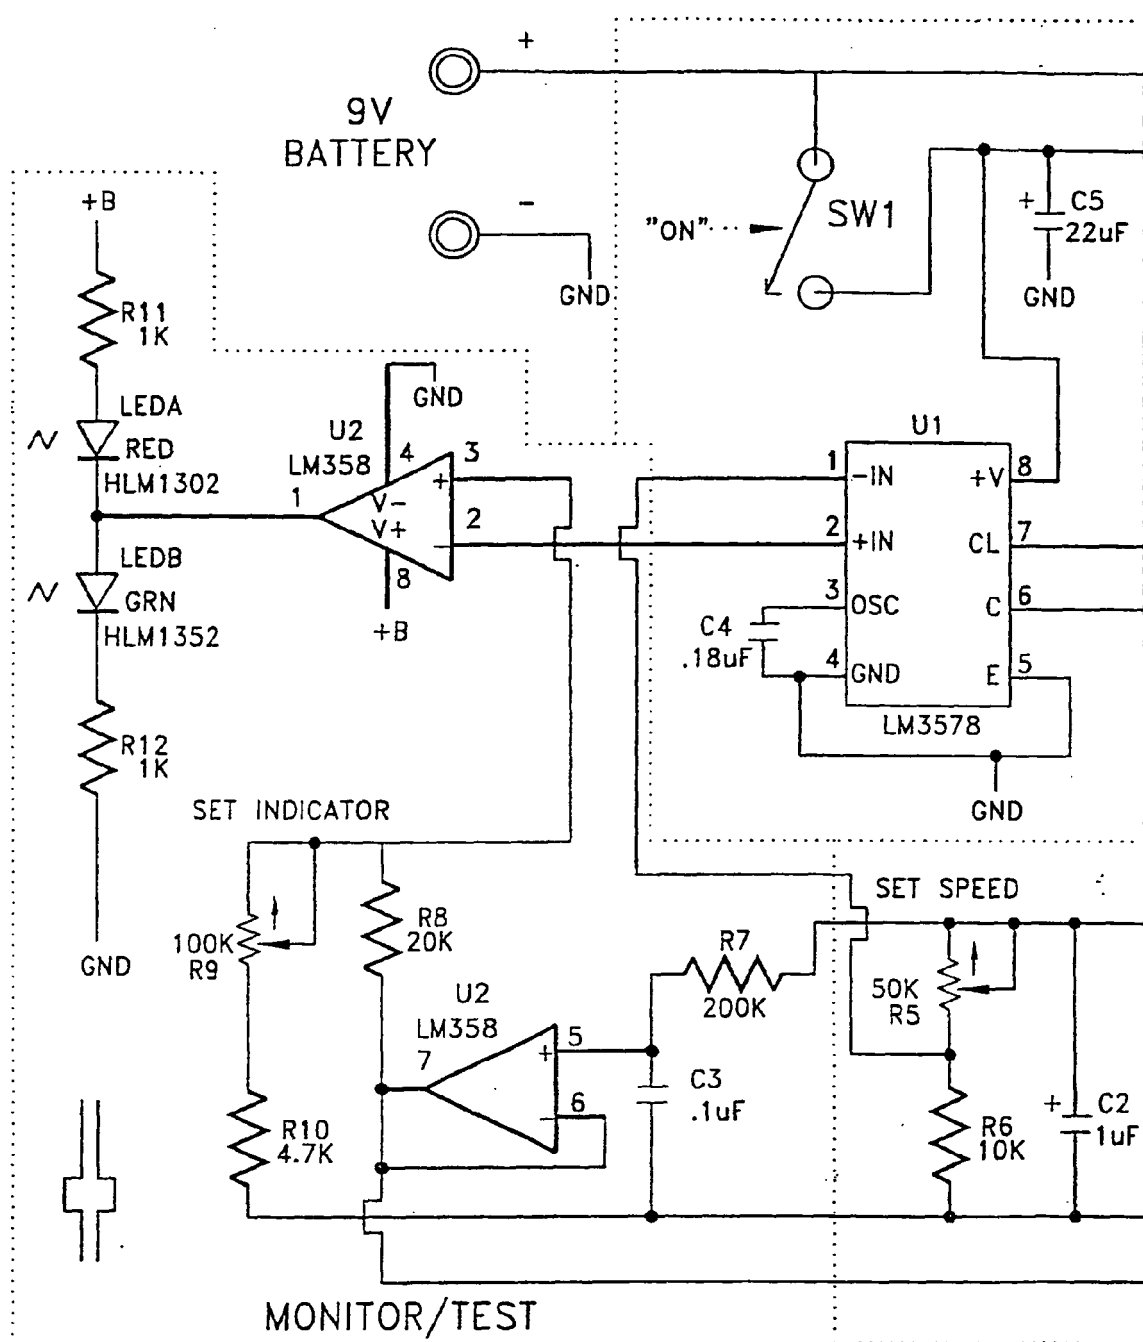 +
9V
BATTERY
-
GND
"ON"
SW1
+ C5
22uF
GND
+B
R11
1K
LEDA
RED
HLM1302
LEDB
GRN
HLM1352
R12
1K
GND
GND
U2
LM358
4
3
+
1
V-
V+
2
-
8
+B
U1
1
-IN
+V
8
2
+IN
CL
7
3
OSC
C
6
C4
.18uF
4
GND
E
5
LM3578
GND
SET INDICATOR
100K
R9
R8
20K
R7
200K
SET SPEED
50K
R5
U2
LM358
7
5
+
6
-
C3
.1uF
R10
4.7K
R6
10K
+ C2
1uF
MONITOR/TEST